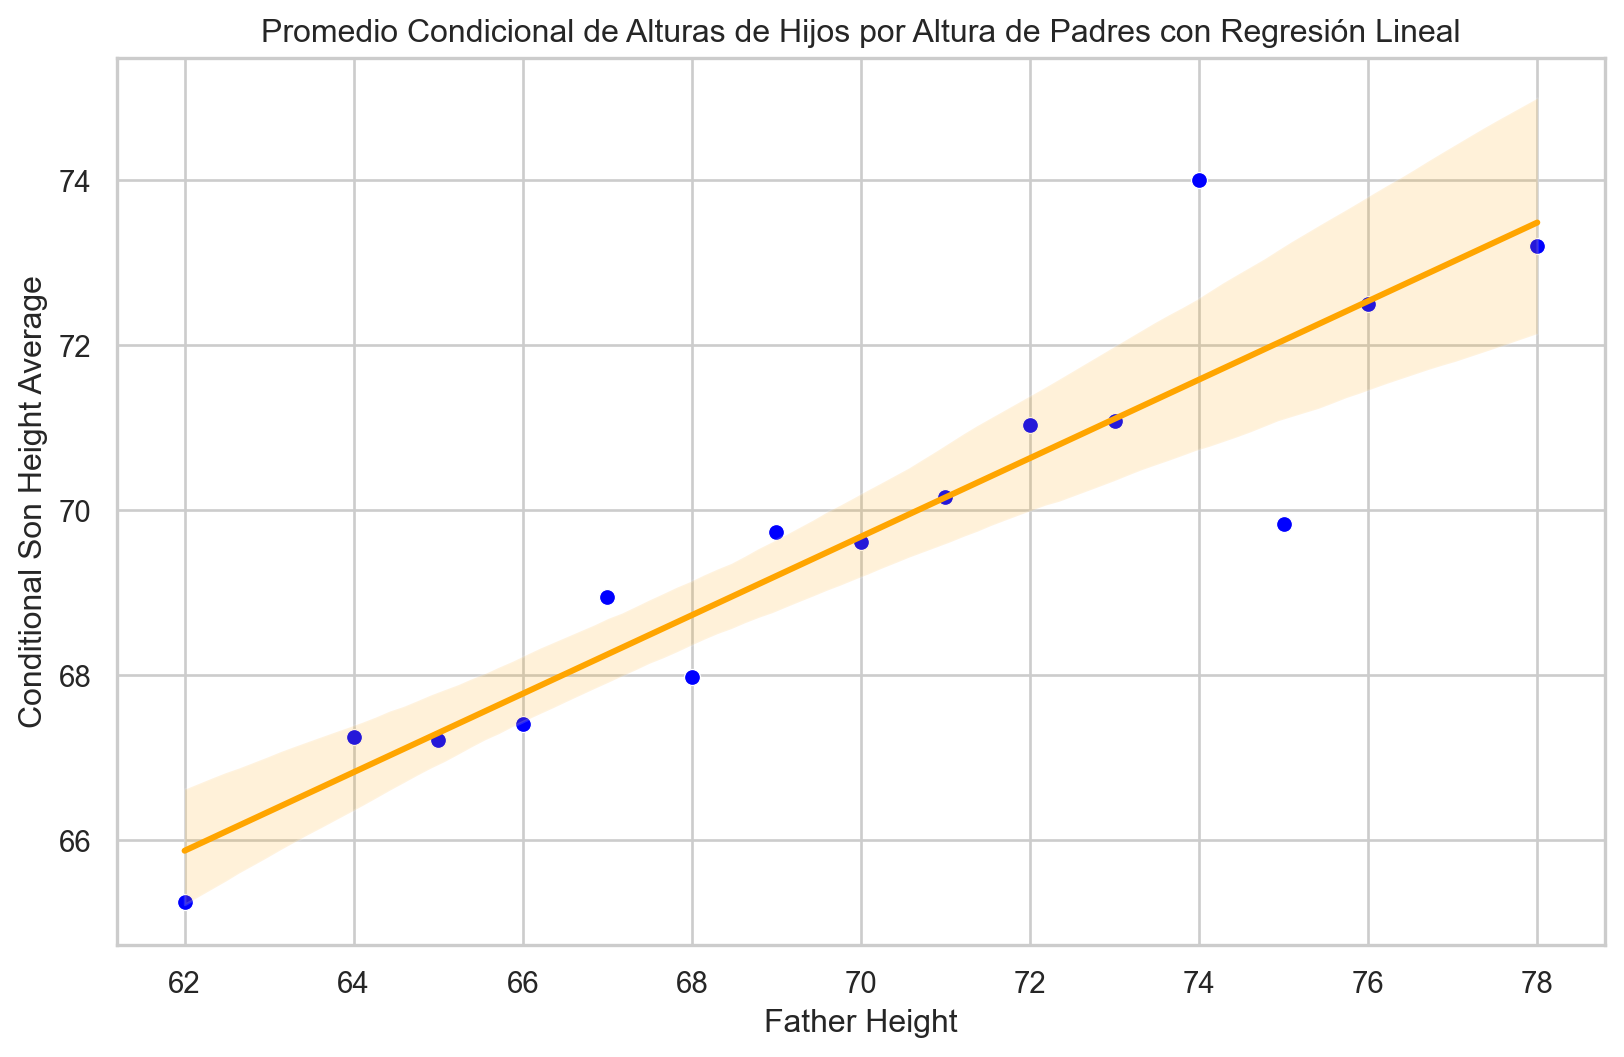 Promedio Condicional de Alturas de Hijos por Altura de Padres con Regresión Lineal
Conditional Son Height Average
74
72
70
68
66
62 64 66 68 70 72 74 76 78
Father Height